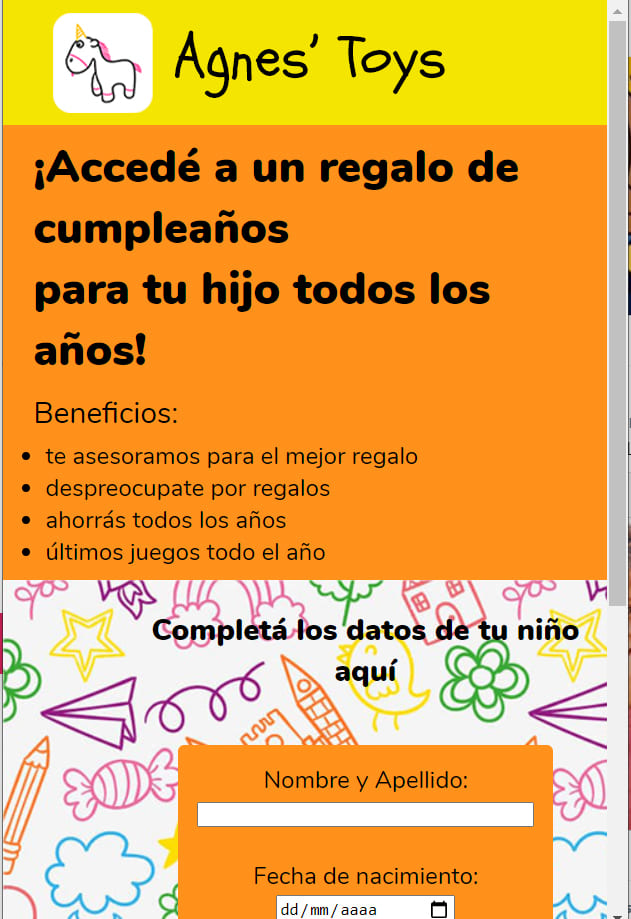 Agnes' Toys
¡Accedé a un regalo de
cumpleaños
para tu hijo todos los
años!
Beneficios:
te asesoramos para el mejor regalo
despreocupate por regalos
ahorrás todos los años
últimos juegos todo el año
Completá los datos de tu niño
aquí
Nombre y Apellido:
Fecha de nacimiento:
dd/mm/aaaa